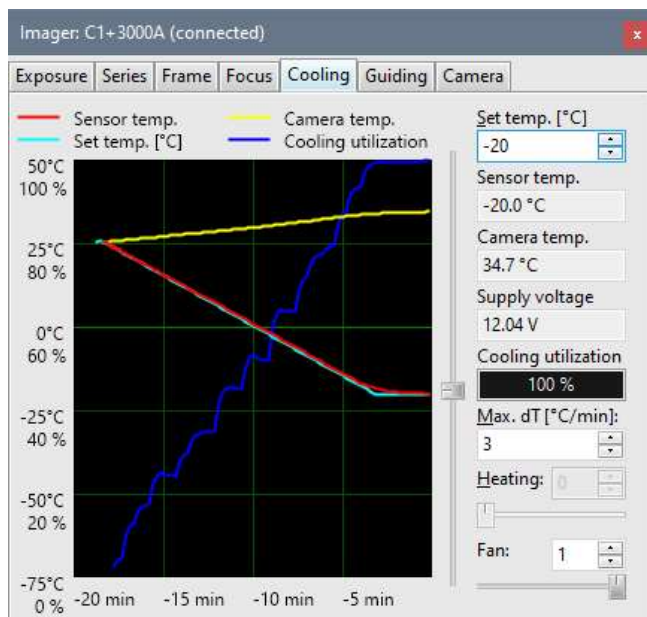 Imager: C1+3000A (connected)
x
Exposure Series Frame Focus Cooling Guiding Camera
Sensor temp. Camera temp.
Set temp. [°C] Cooling utilization
50°C
100 %
25°C
80 %
0°C
60 %
-25°C
40 %
-50°C
20 %
-75°C
0 %
-20 min -15 min -10 min -5 min
Set temp. [°C]
-20
Sensor temp.
-20.0 °C
Camera temp.
34.7 °C
Supply voltage
12.04 V
Cooling utilization
100 %
Max. dT [°C/min]:
3
Heating: 0
Fan: 1